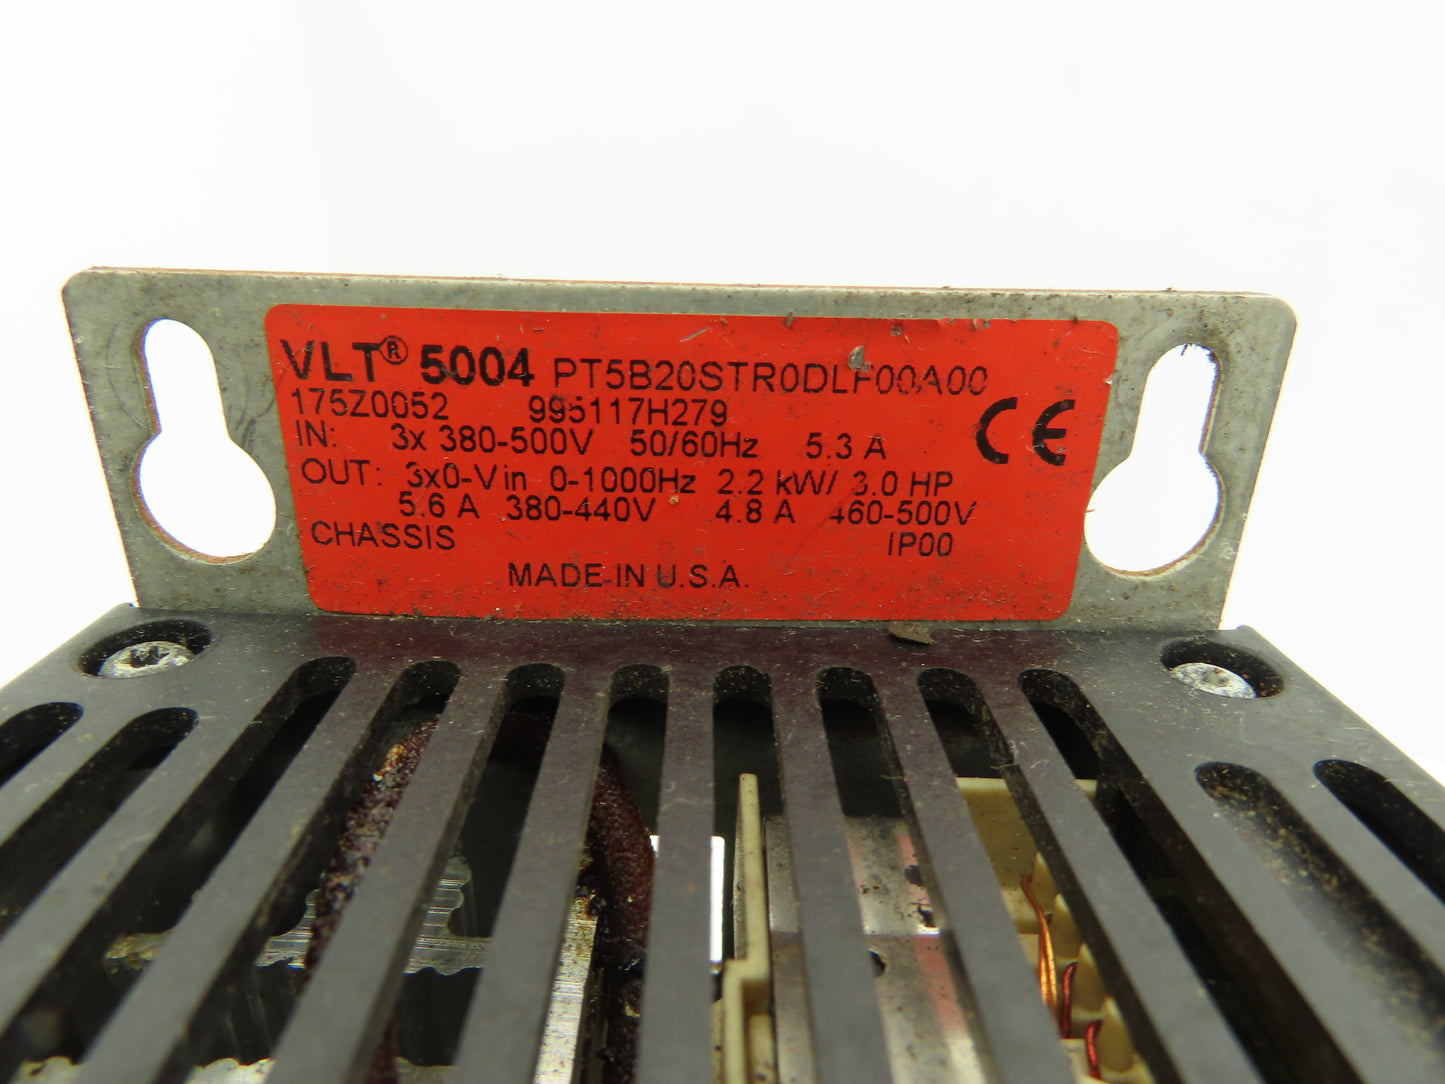 VLT® 5004 PT5B20STR0DLF00A00
175Z0052 995117H279
IN: 3x 380-500V 50/60Hz 5.3 A
CE
OUT: 3x0-Vin 0-1000Hz 2.2 kW/ 3.0 HP
5.6 A 380-440V 4.8 A 460-500V
CHASSIS IP00
MADE IN U.S.A.